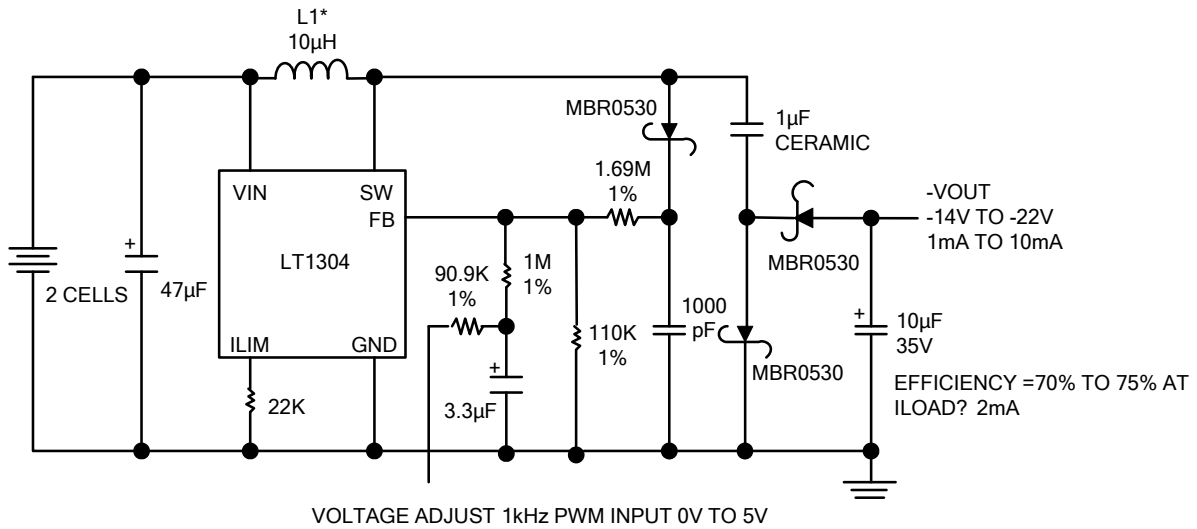 L1*
10µH
MBR0530
1µF
CERAMIC
1.69M
1%
VIN
SW
FB
-VOUT
-14V TO -22V
1mA TO 10mA
LT1304
MBR0530
2 CELLS
+
47µF
90.9K
1%
1M
1%
110K
1%
1000
pF
+
10µF
35V
ILIM
GND
MBR0530
22K
+
3.3µF
EFFICIENCY =70% TO 75% AT
ILOAD? 2mA
VOLTAGE ADJUST 1kHz PWM INPUT 0V TO 5V